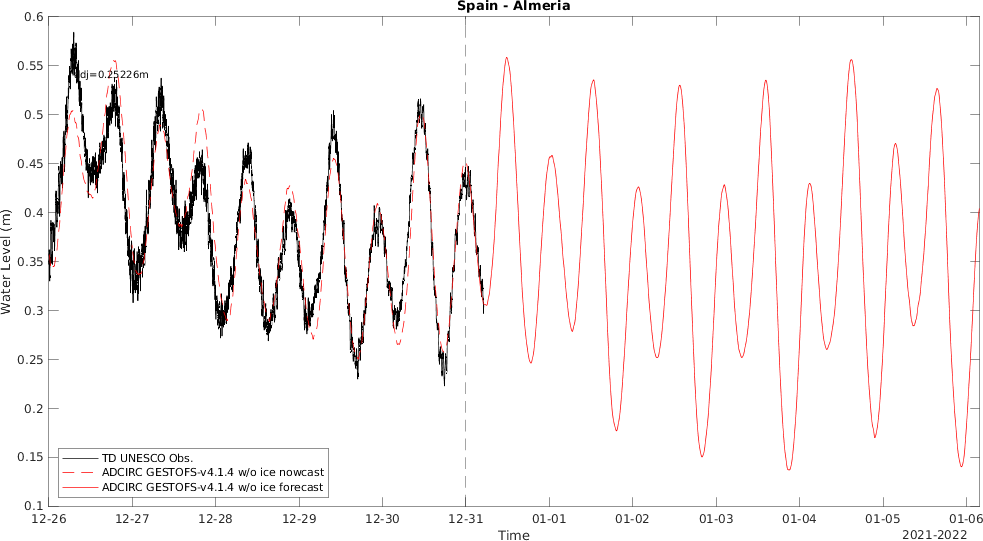 Spain - Almeria
0.6
0.55
0.5
0.45
0.4
0.35
0.3
0.25
0.2
0.15
0.1
Water Level (m)
dj=0.25226m
TD UNESCO Obs.
ADCIRC GESTOFS-v4.1.4 w/o ice nowcast
ADCIRC GESTOFS-v4.1.4 w/o ice forecast
12-26 12-27 12-28 12-29 12-30 12-31 01-01 01-02 01-03 01-04 01-05 01-06
Time
2021-2022